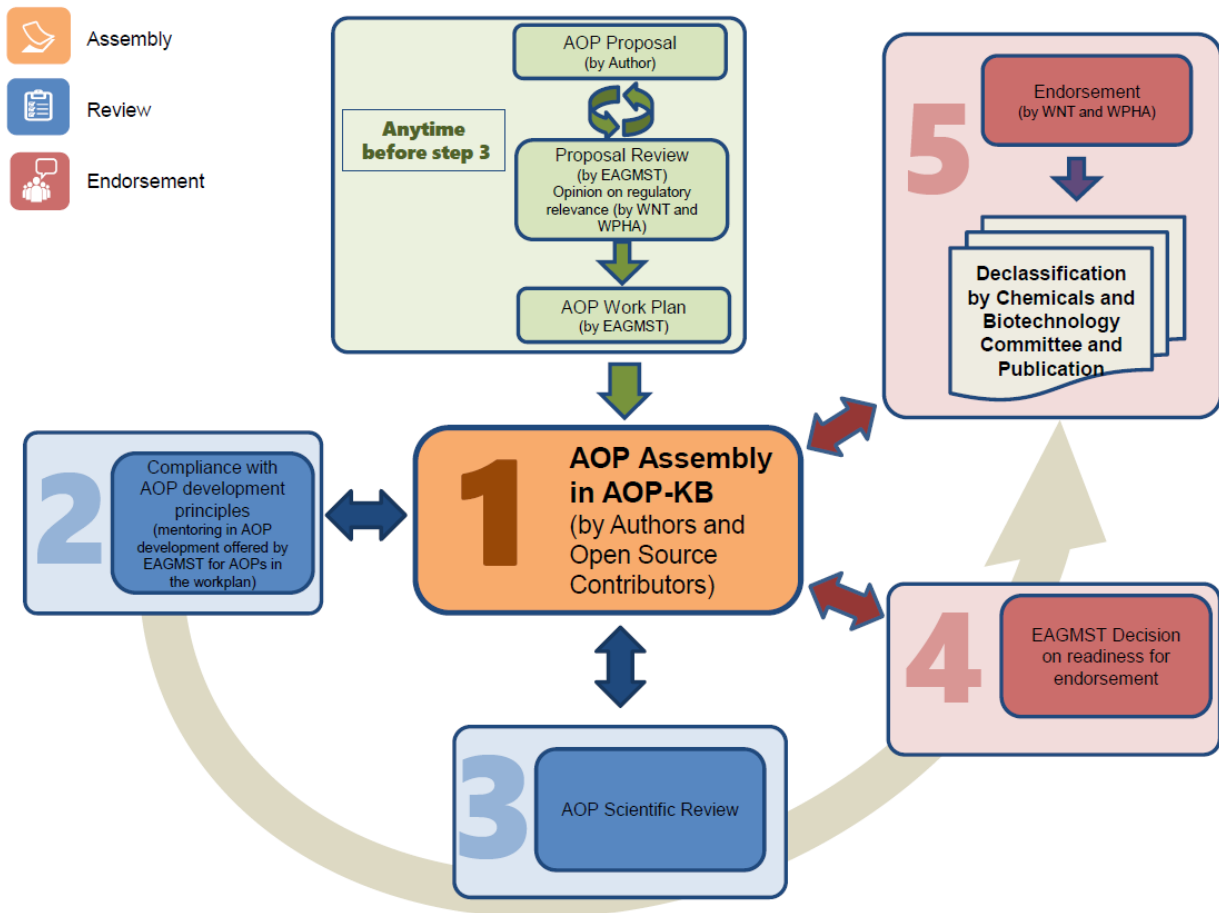 Assembly
Review
Endorsement
AOP Proposal
(by Author)
Anytime
before step 3
Proposal Review
(by EAGMST)
Opinion on regulatory
relevance (by WNT and
WPHA)
AOP Work Plan
(by EAGMST)
5
Endorsement
(by WNT and WPHA)
Declassification
by Chemicals and
Biotechnology
Committee and
Publication
1
AOP Assembly
in AOP-KB
(by Authors and
Open Source
Contributors)
2
Compliance with
AOP development
principles
(mentoring in AOP
development offered by
EAGMST for AOPs in
the workplan)
3
AOP Scientific Review
4
EAGMST Decision
on readiness for
endorsement